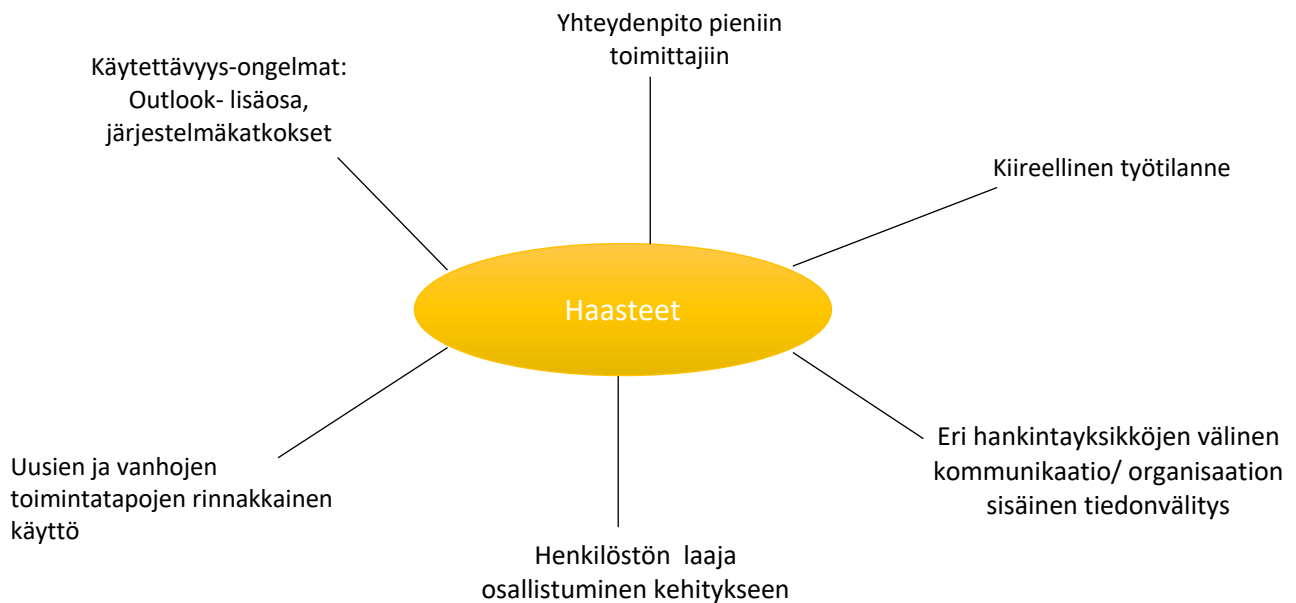 Yhteydenpito pieniin
toimittajiin
Käytettävyys-ongelmat:
Outlook- lisäosa,
järjestelmäkatkokset
Kiireellinen työtilanne
Haasteet
Eri hankintayksikköjen välinen
kommunikaatio/ organisaation
sisäinen tiedonvälitys
Uusien ja vanhojen
toimintatapojen rinnakkainen
käyttö
Henkilöstön  laaja
osallistuminen kehitykseen